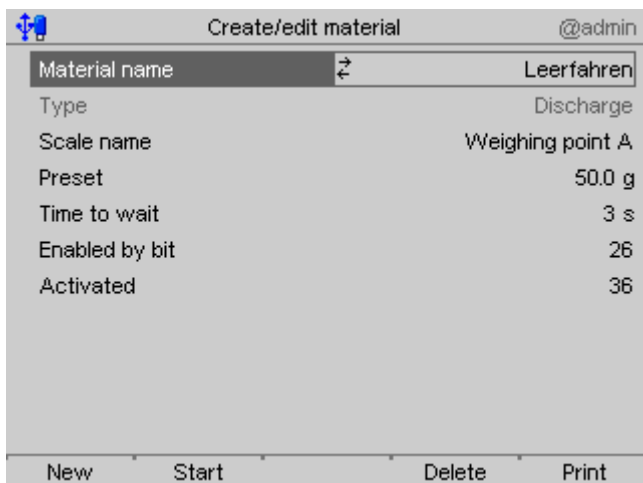 Create/edit material @admin
Material name Leerfahren
Type Discharge
Scale name Weighing point A
Preset 50.0 g
Time to wait 3 s
Enabled by bit 26
Activated 36
New Start Delete Print